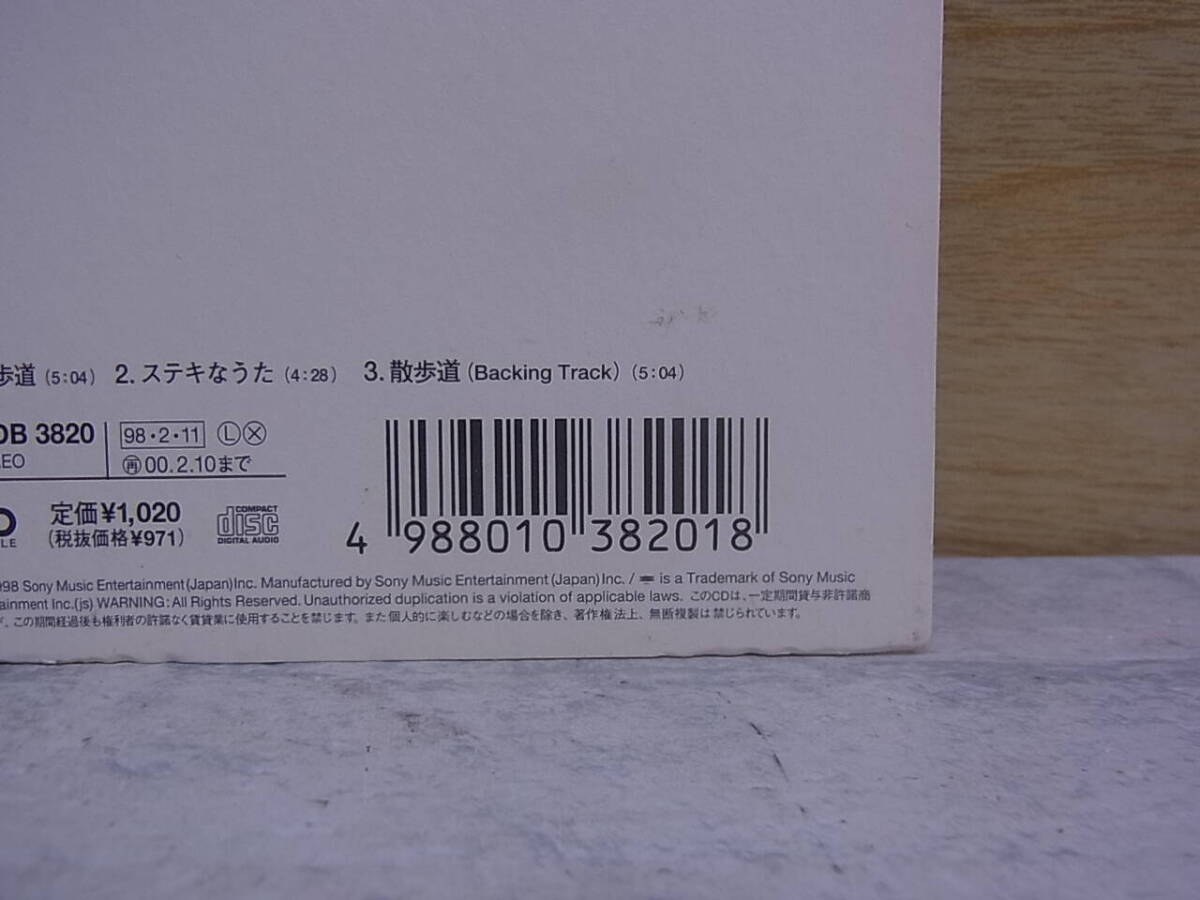 歩道 (5:04) 2. ステキなうた (4:28) 3. 散歩道 (Backing Track) (5:04)
DB 3820
98・2・11 Ⓛ Ⓧ
EO
再 00.2.10まで
定価¥1,020
(税抜価格¥971)
COMPACT
disc
DIGITAL AUDIO
LE
4 988010 382018
98 Sony Music Entertainment (Japan) Inc. Manufactured by Sony Music Entertainment (Japan) Inc. / is a Trademark of Sony Music
ainment Inc. (js) WARNING: All Rights Reserved. Unauthorized duplication is a violation of applicable laws. このCDは、一定期間貸与非許諾商
、この期間経過後も権利者の許諾なく賃貸業に使用することを禁じます。また個人的に楽しむなどの場合を除き、著作権法上、無断複製は禁じられています。